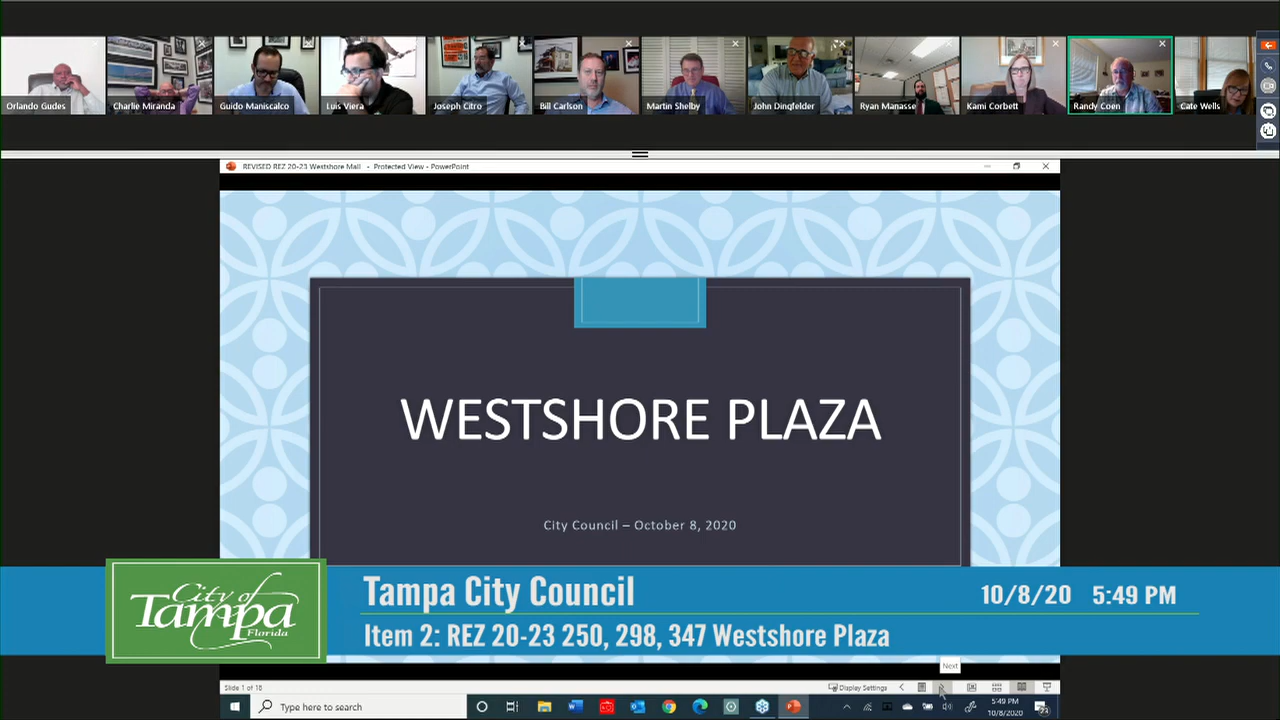 Orlando Gudes
Charlie Miranda
Guido Maniscalco
Luis Viera
Joseph Citro
Bill Carlson
Martin Shelby
John Dingfelder
Ryan Manasse
Kami Corbett
Randy Coen
Cate Wells
REVISED REZ 20-23 Westshore Mall - Protected View - PowerPoint
WESTSHORE PLAZA
City Council – October 8, 2020
City of
Tampa
Florida
Tampa City Council
10/8/20 5:49 PM
Item 2: REZ 20-23 250, 298, 347 Westshore Plaza
Next
Slide 1 of 18
Display Settings
Type here to search
5:49 PM
10/8/2020